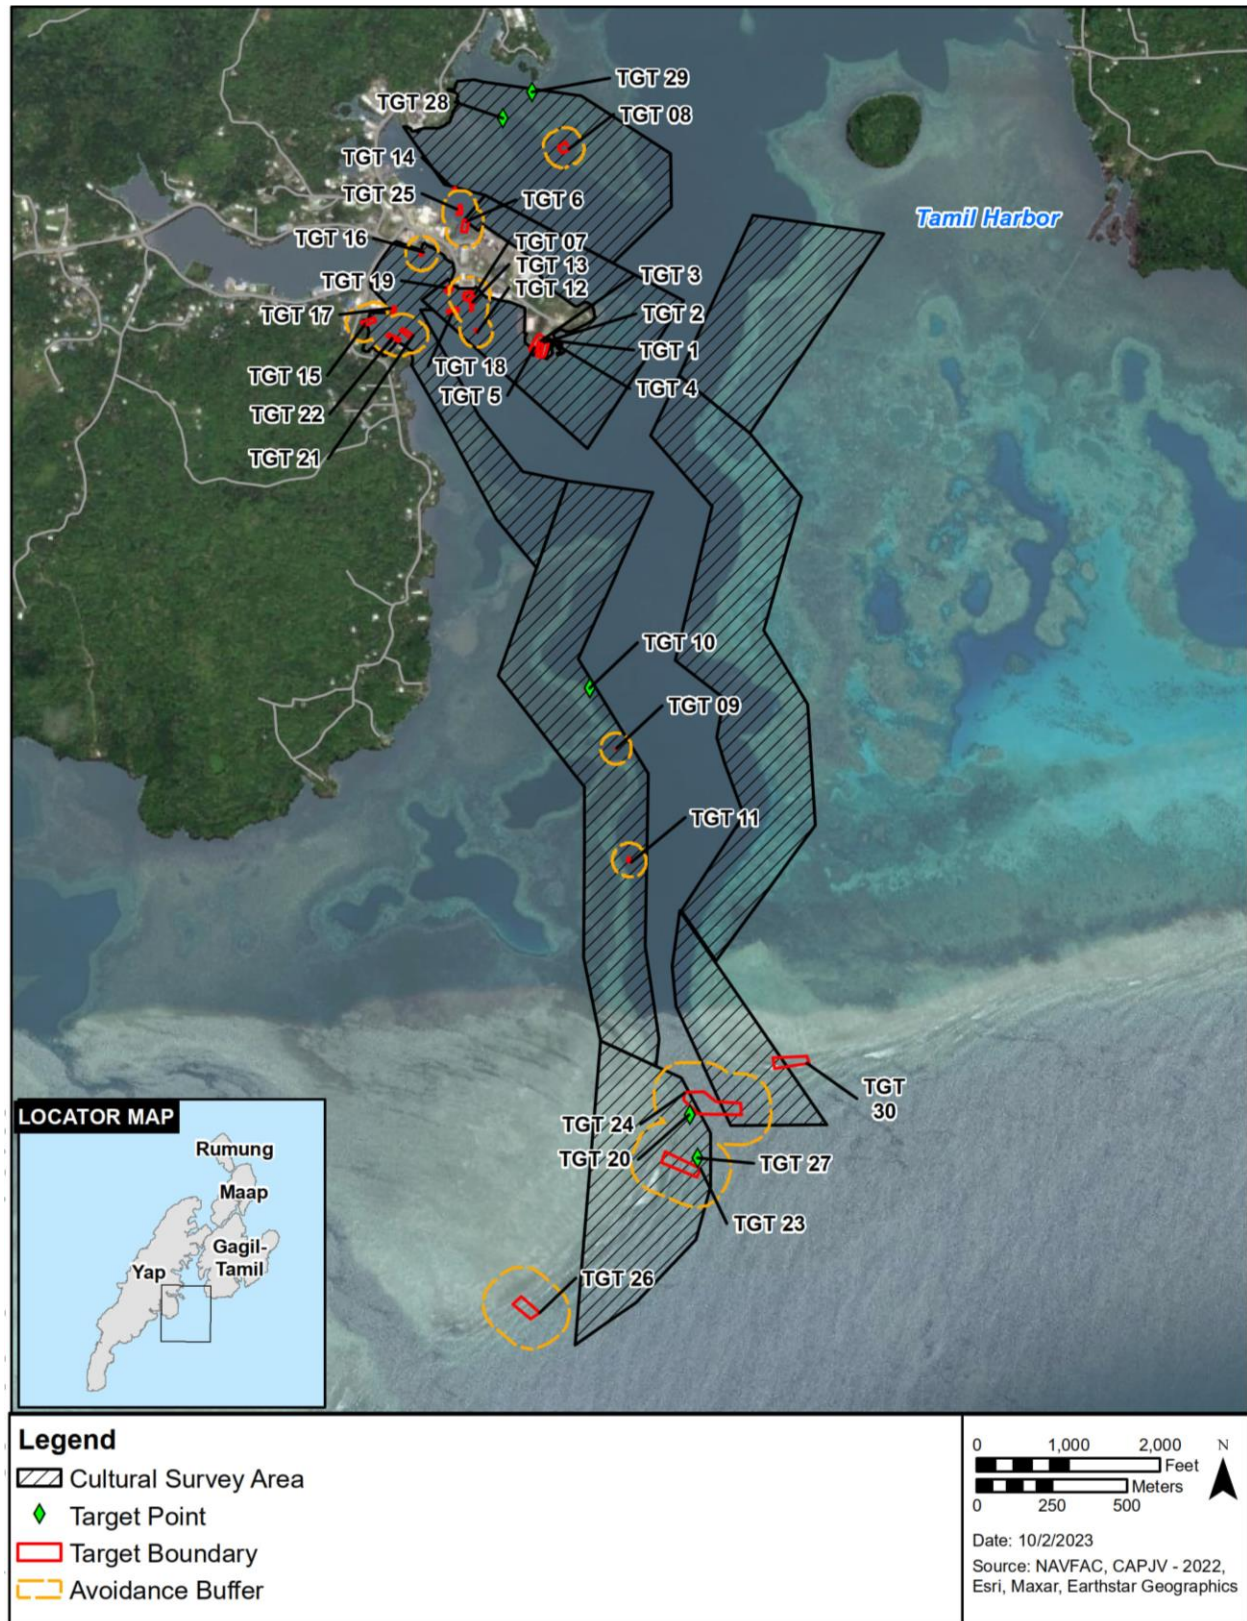 TGT 29
TGT 28
TGT 08
TGT 14
TGT 25
TGT 6
Tamil Harbor
TGT 16
TGT 07
TGT 13
TGT 3
TGT 19
TGT 12
TGT 17
TGT 2
TGT 1
TGT 15
TGT 18
TGT 4
TGT 5
TGT 22
TGT 21
TGT 10
TGT 09
TGT 11
TGT
30
TGT 24
TGT 20
TGT 27
TGT 23
TGT 26
LOCATOR MAP
Rumung
Maap
Gagil-
Tamil
Yap
Legend
Cultural Survey Area
Target Point
Target Boundary
Avoidance Buffer
0 1,000 2,000
Feet
Meters
0 250 500
N
Date: 10/2/2023
Source: NAVFAC, CAPJV - 2022,
Esri, Maxar, Earthstar Geographics